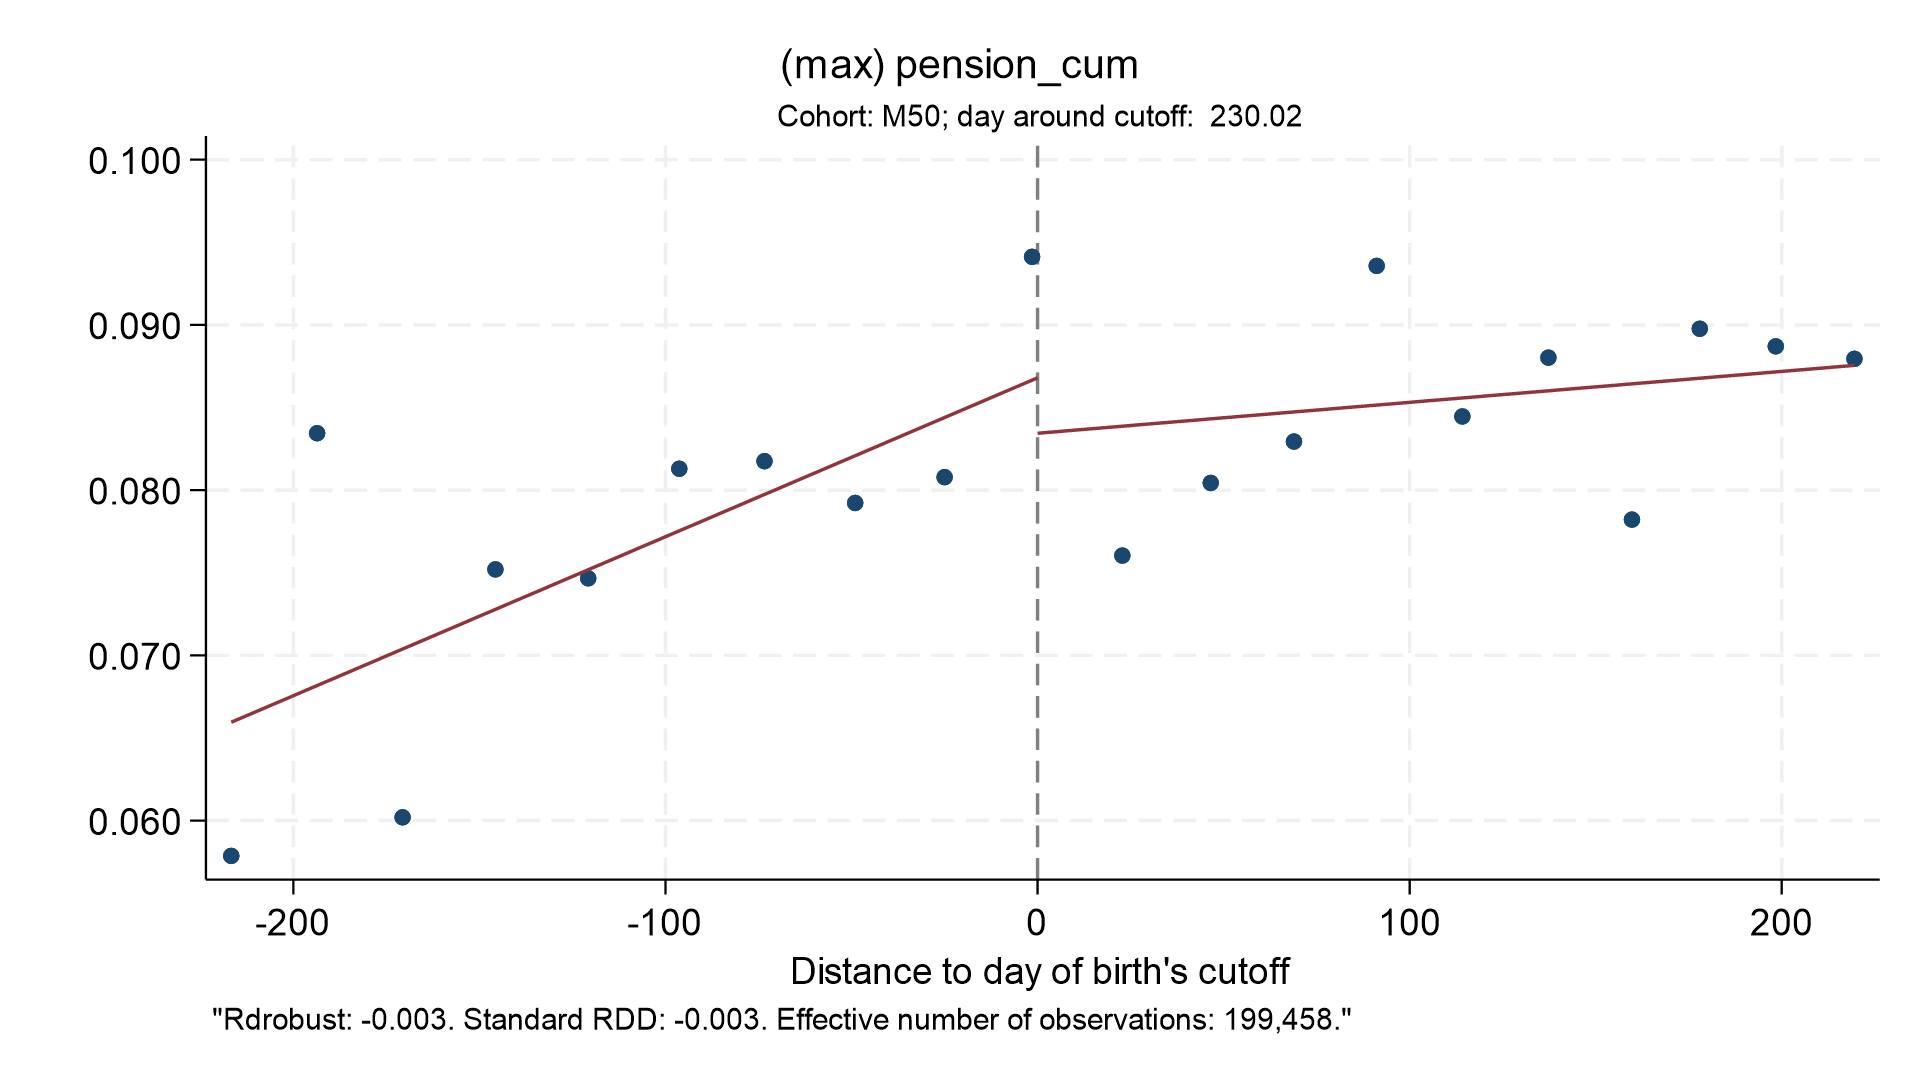 (max) pension_cum
Cohort: M50; day around cutoff:  230.02
0.100
0.090
0.080
0.070
0.060
-200 -100 0 100 200
Distance to day of birth's cutoff
"Rdrobust: -0.003. Standard RDD: -0.003. Effective number of observations: 199,458."